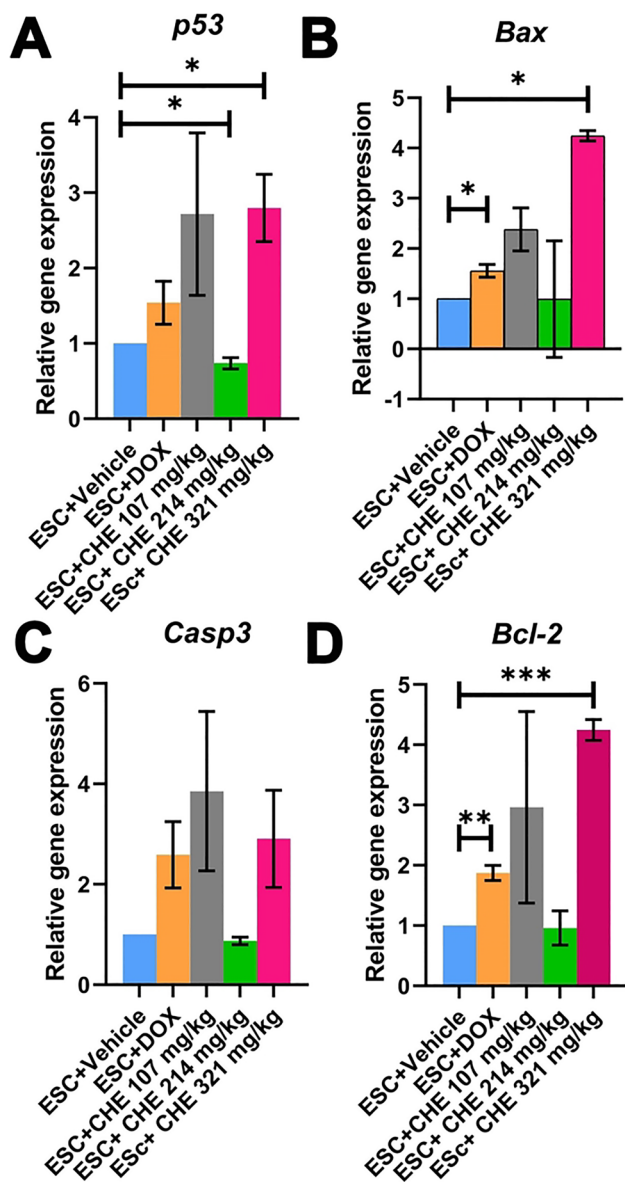 A
p53
*
*
Relative gene expression
4
3
2
1
0
ESC+Vehicle
ESC+DOX
ESC+CHE 107 mg/kg
ESC+ CHE 214 mg/kg
ESc+ CHE 321 mg/kg
B
Bax
*
*
Relative gene expression
5
4
3
2
1
0
-1
ESC+Vehicle
ESC+DOX
ESC+CHE 107 mg/kg
ESC+ CHE 214 mg/kg
ESc+ CHE 321 mg/kg
C
Casp3
Relative gene expression
6
4
2
0
ESC+Vehicle
ESC+DOX
ESC+CHE 107 mg/kg
ESC+ CHE 214 mg/kg
ESc+ CHE 321 mg/kg
D
Bcl-2
***
**
Relative gene expression
5
4
3
2
1
0
ESC+Vehicle
ESC+DOX
ESC+CHE 107 mg/kg
ESC+ CHE 214 mg/kg
ESc+ CHE 321 mg/kg